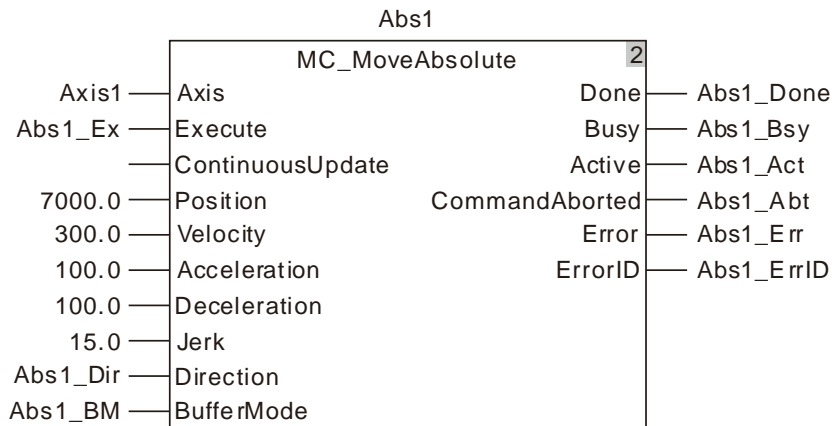 Abs1
MC_MoveAbsolute 2
Axis1 Axis Done Abs1_Done
Abs1_Ex Execute Busy Abs1_Bsy
ContinuousUpdate Active Abs1_Act
7000.0 Position CommandAborted Abs1_Abt
300.0 Velocity Error Abs1_Err
100.0 Acceleration ErrorID Abs1_ErrID
100.0 Deceleration
15.0 Jerk
Abs1_Dir Direction
Abs1_BM BufferMode